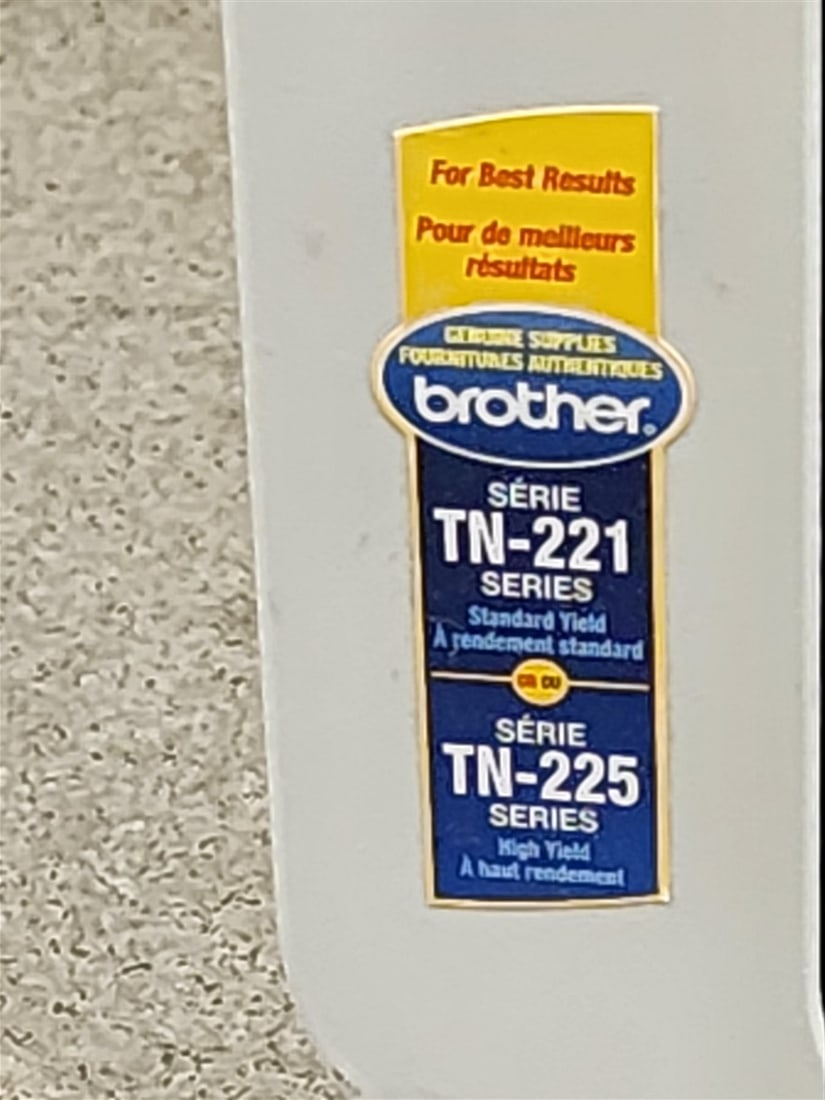 For Best Results
Pour de meilleurs
résultats
GENUINE SUPPLIES
FOURNITURES AUTHENTIQUES
brother®
SÉRIE
TN-221
SERIES
Standard Yield
À rendement standard
OR OU
SÉRIE
TN-225
SERIES
High Yield
À haut rendement